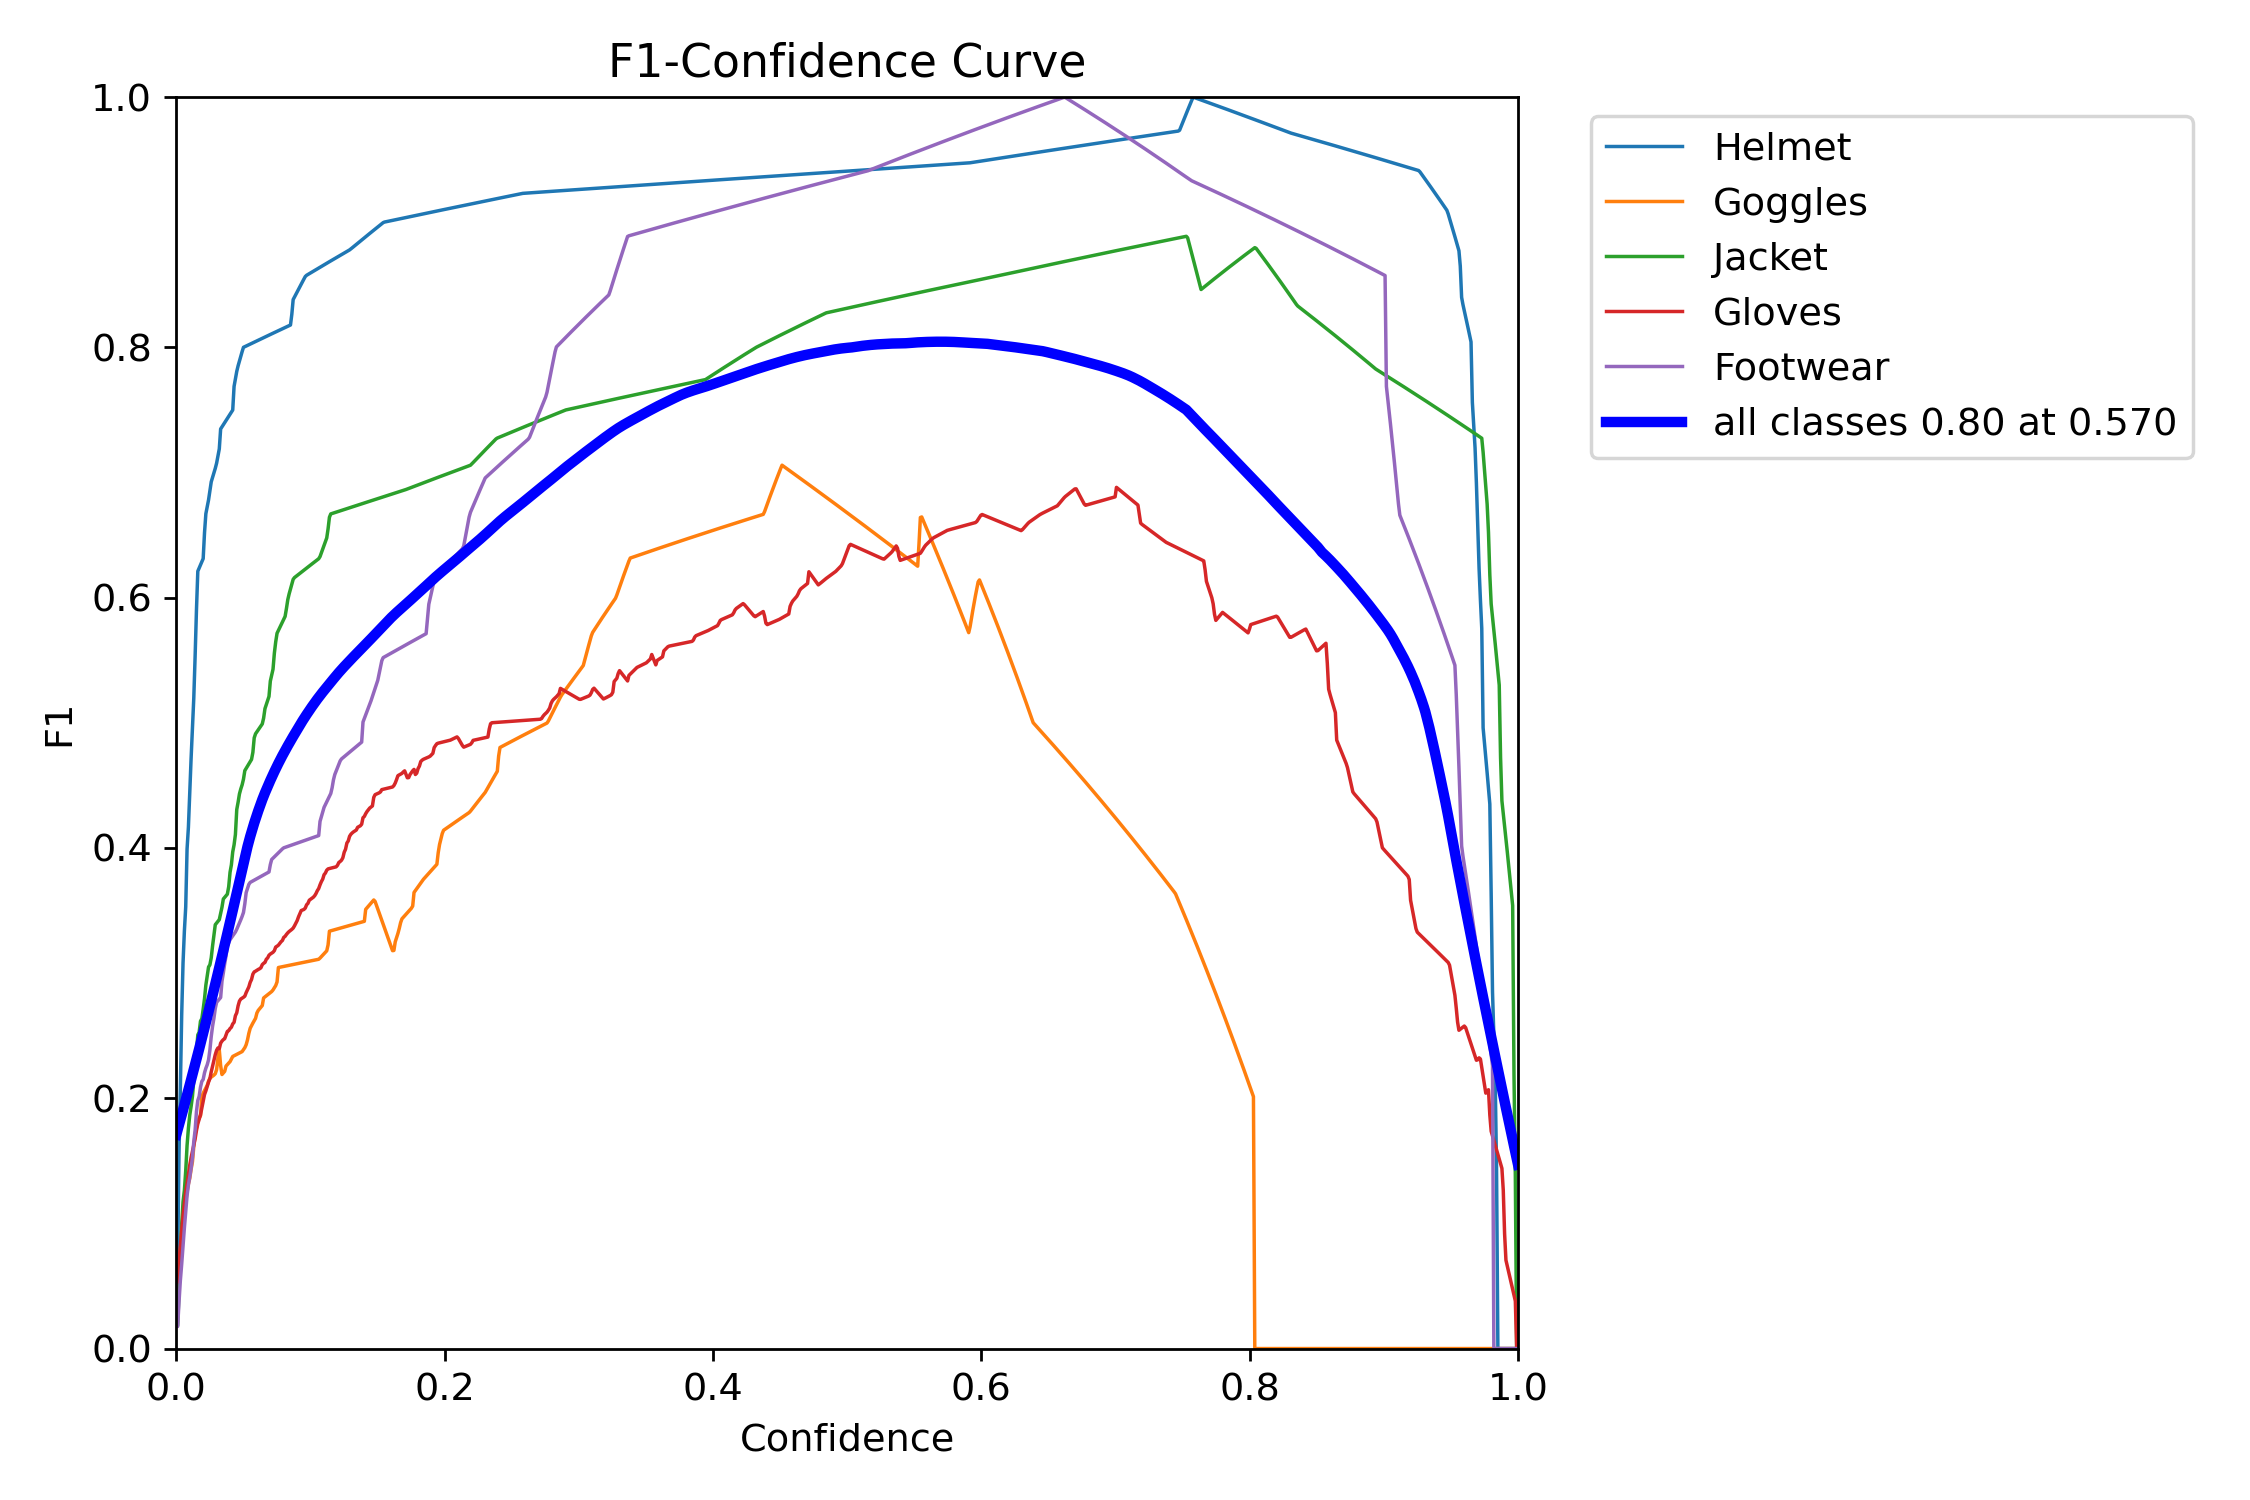 F1-Confidence Curve
1.0
0.8
0.6
0.4
0.2
0.0
F1
0.0 0.2 0.4 0.6 0.8 1.0
Confidence
Helmet
Goggles
Jacket
Gloves
Footwear
all classes 0.80 at 0.570